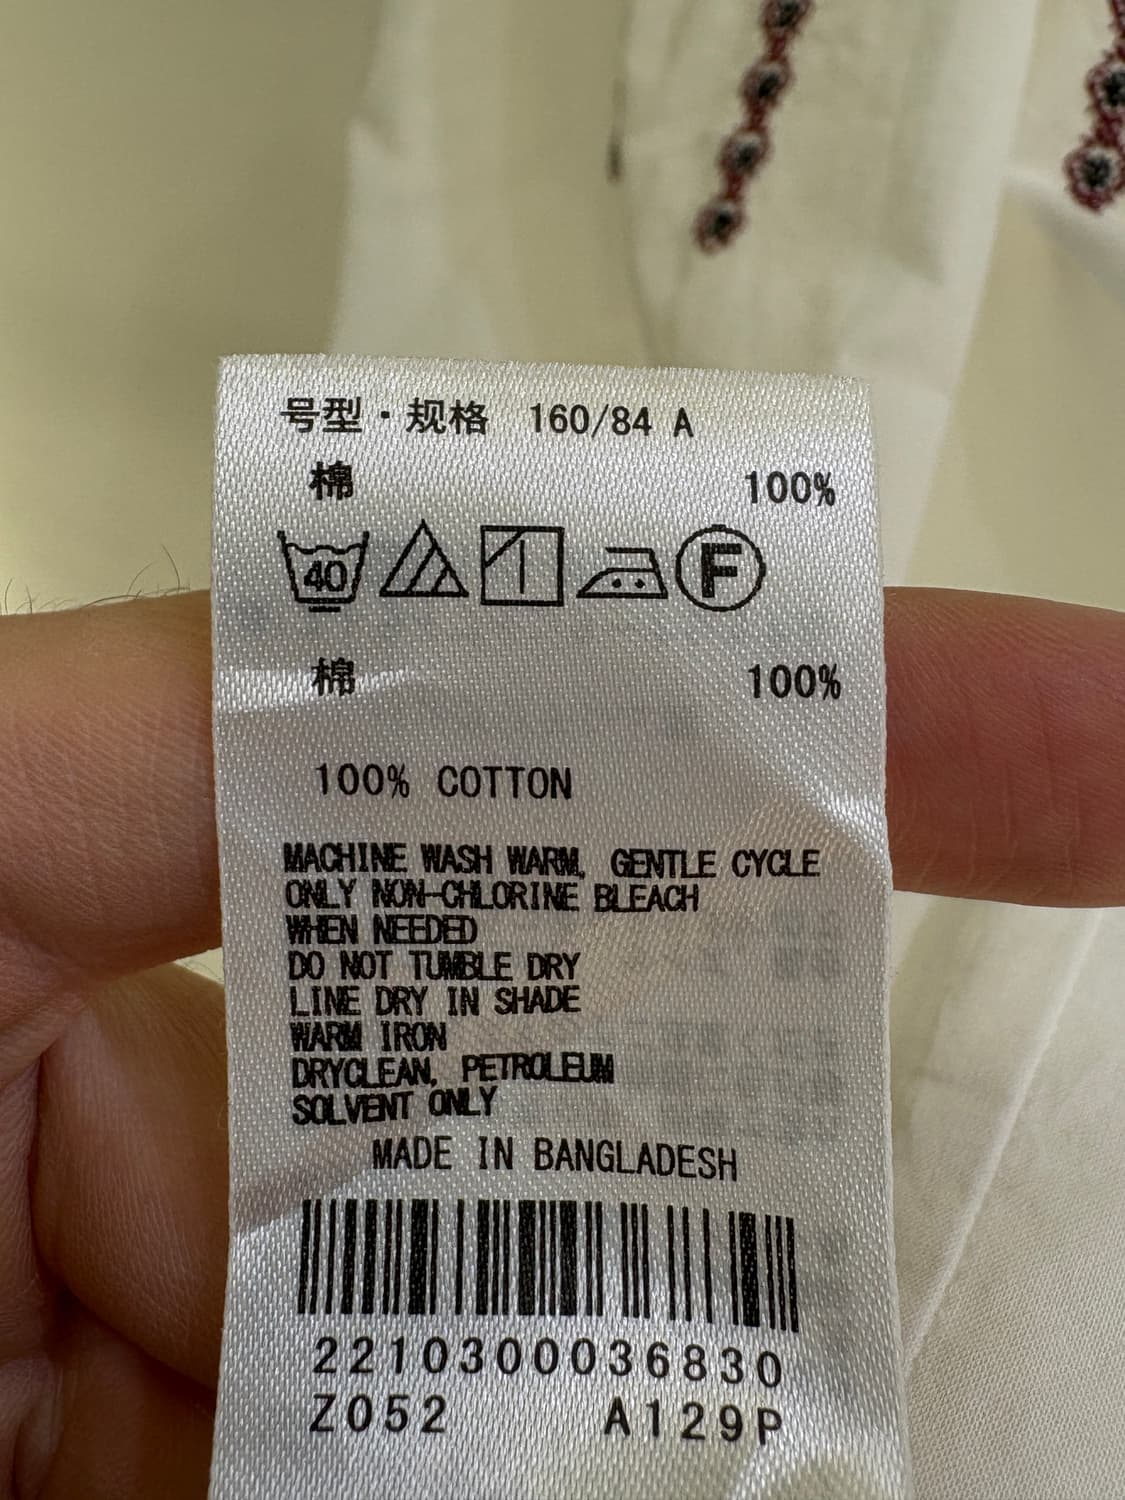 号型·规格 160/84 A
棉 100%
40 F
棉 100%
100% COTTON
MACHINE WASH WARM, GENTLE CYCLE
ONLY NON-CHLORINE BLEACH
WHEN NEEDED
DO NOT TUMBLE DRY
LINE DRY IN SHADE
WARM IRON
DRYCLEAN, PETROLEUM
SOLVENT ONLY
MADE IN BANGLADESH
2210300036830
Z052 A129P